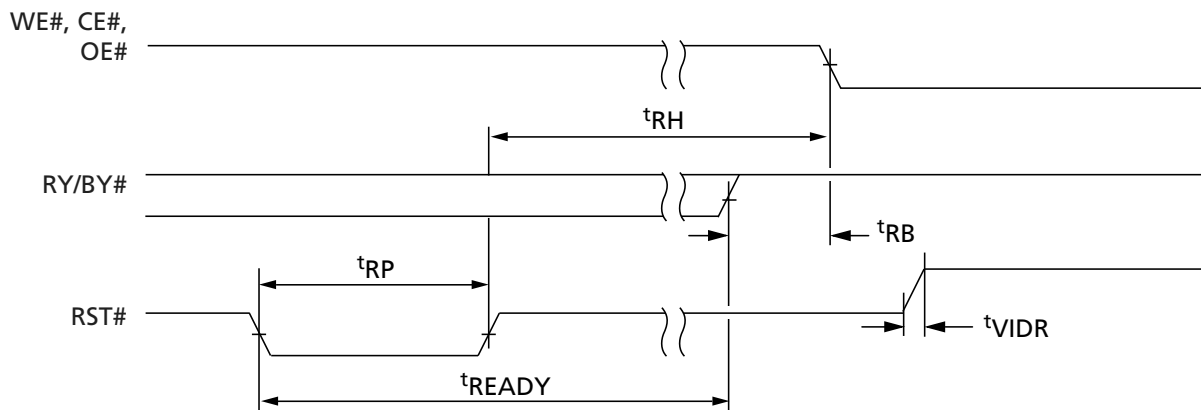 WE#, CE#,
OE#
tRH
RY/BY#
tRB
tRP
RST#
tVIDR
tREADY